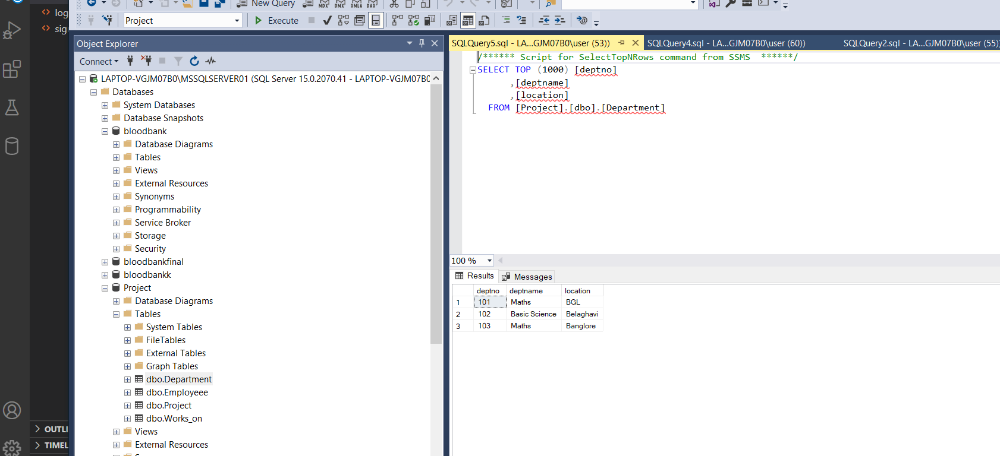 log
sig
New Query
MDX DMX XMLA DAX
Project
Execute
Object Explorer
Connect
LAPTOP-VGJM07B0\MSSQLSERVER01 (SQL Server 15.0.2070.41 - LAPTOP-VGJM07B0
Databases
System Databases
Database Snapshots
bloodbank
Database Diagrams
Tables
Views
External Resources
Synonyms
Programmability
Service Broker
Storage
Security
bloodbankfinal
bloodbankk
Project
Database Diagrams
Tables
System Tables
FileTables
External Tables
Graph Tables
dbo.Department
dbo.Employeee
dbo.Project
dbo.Works_on
Views
External Resources
OUTLI
TIMEL
SQLQuery5.sql - LA...GJM07B0\user (53))
SQLQuery4.sql - LA...GJM07B0\user (60))
SQLQuery2.sql - LA...GJM07B0\user (55))
/****** Script for SelectTopNRows command from SSMS ******/
SELECT TOP (1000) [deptno]
,[deptname]
,[location]
FROM [Project].[dbo].[Department]
100 %
Results Messages
deptno deptname location
1 101 Maths BGL
2 102 Basic Science Belaghavi
3 103 Maths Banglore